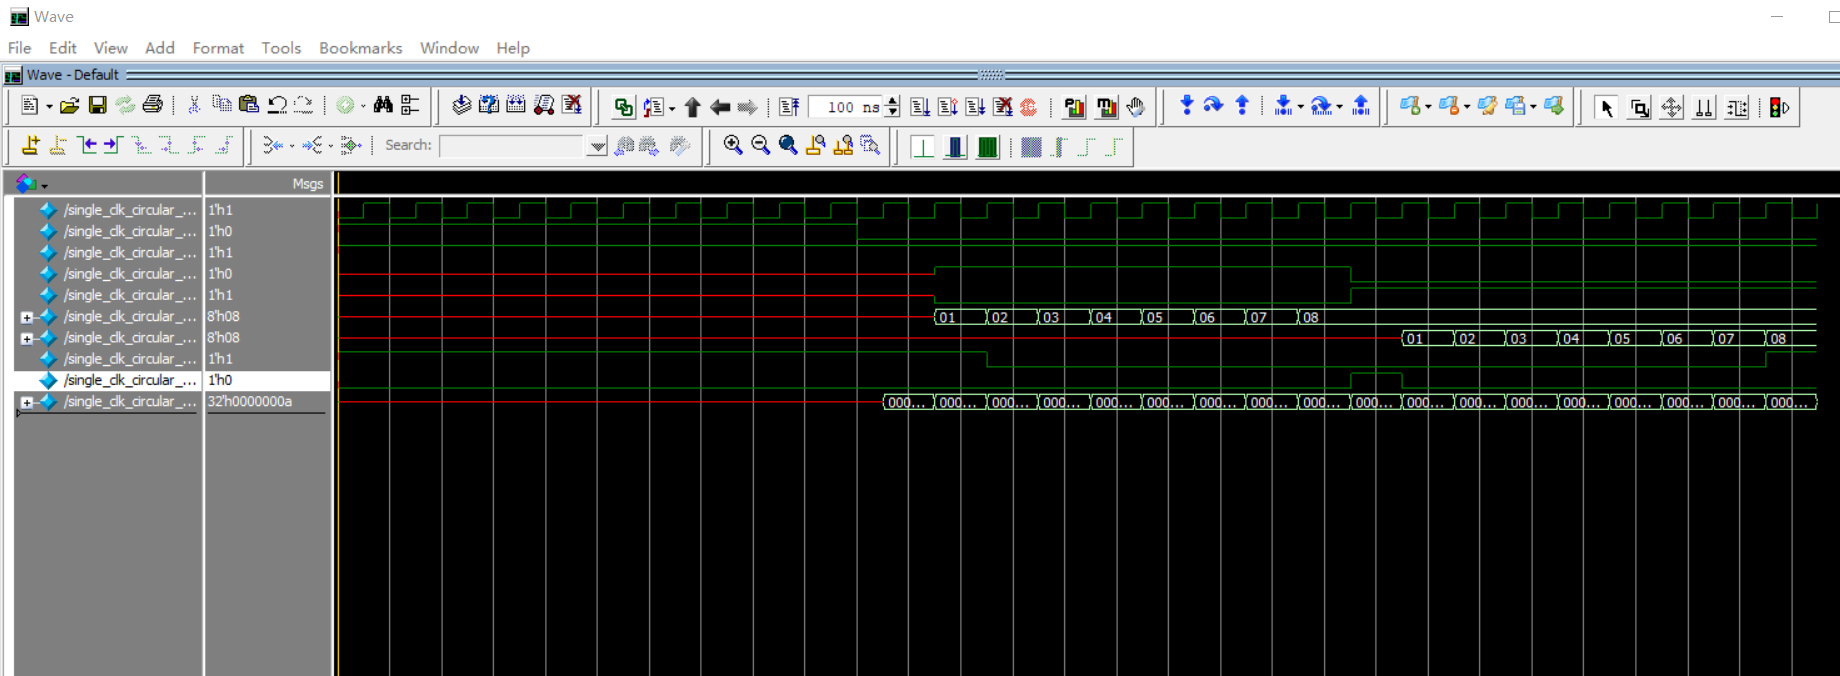 Wave
File Edit View Add Format Tools Bookmarks Window Help
Wave - Default
100 ns
Search:
Msgs
/single_clk_circular_... 1'h1
/single_clk_circular_... 1'h0
/single_clk_circular_... 1'h1
/single_clk_circular_... 1'h0
/single_clk_circular_... 1'h1
/single_clk_circular_... 8'h08 01 02 03 04 05 06 07 08
/single_clk_circular_... 8'h08 01 02 03 04 05 06 07 08
/single_clk_circular_... 1'h1
/single_clk_circular_... 1'h0
/single_clk_circular_... 32'h0000000a 000... 000... 000... 000... 000... 000... 000... 000... 000... 000... 000... 000... 000... 000... 000... 000... 000... 000...